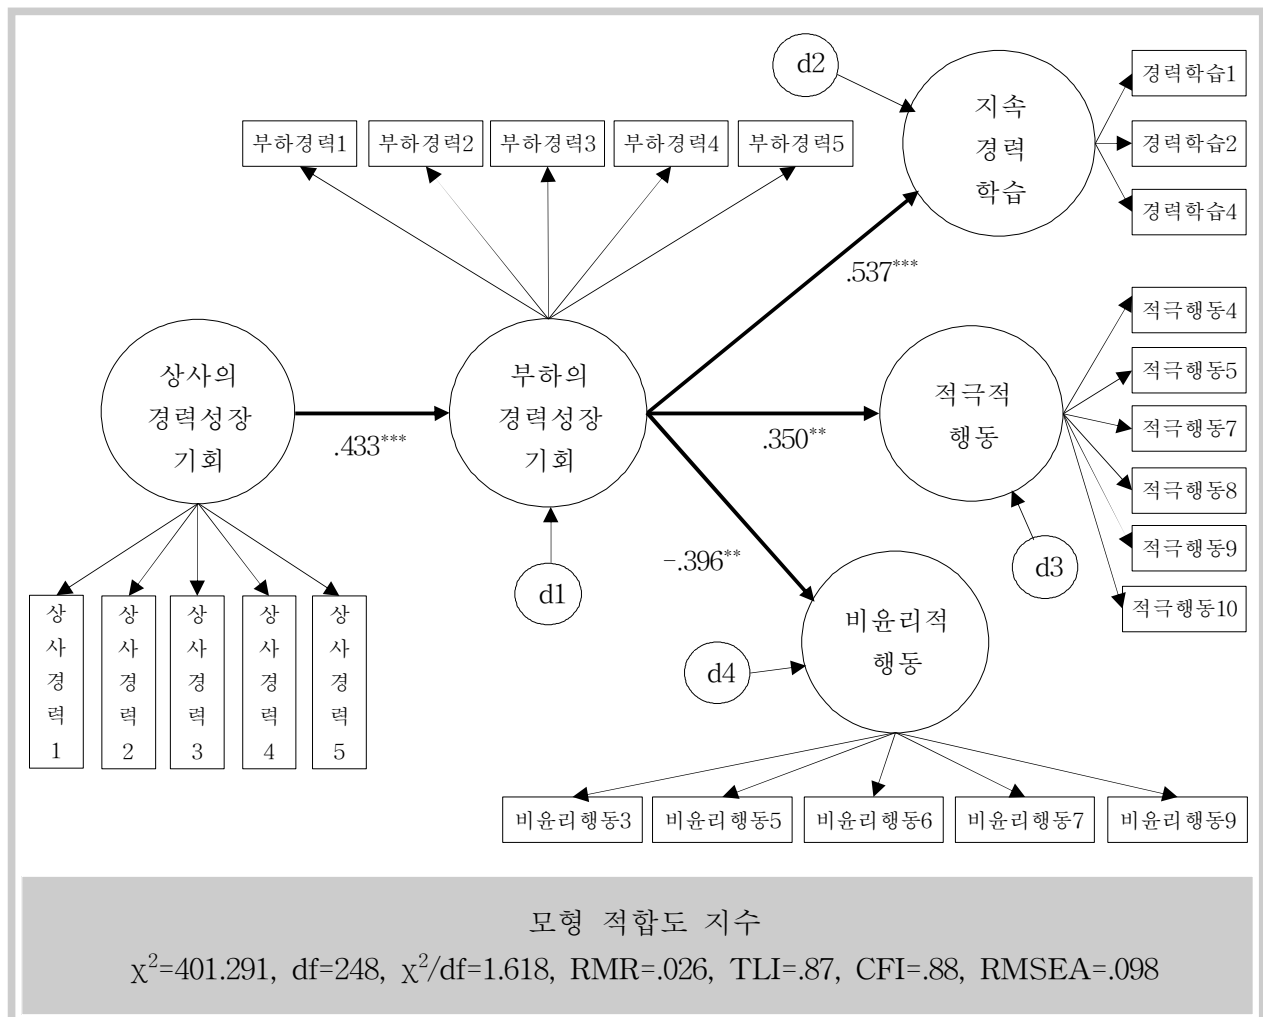 d2
지속
경력
학습
경력학습1
경력학습2
경력학습4
부하경력1
부하경력2
부하경력3
부하경력4
부하경력5
.537***
상사의
경력성장
기회
.433***
부하의
경력성장
기회
.350**
적극적
행동
적극행동4
적극행동5
적극행동7
적극행동8
적극행동9
적극행동10
d1
d3
-.396**
비윤리적
행동
d4
상사경력1
상사경력2
상사경력3
상사경력4
상사경력5
비윤리행동3
비윤리행동5
비윤리행동6
비윤리행동7
비윤리행동9
모형 적합도 지수
χ²=401.291, df=248, χ²/df=1.618, RMR=.026, TLI=.87, CFI=.88, RMSEA=.098